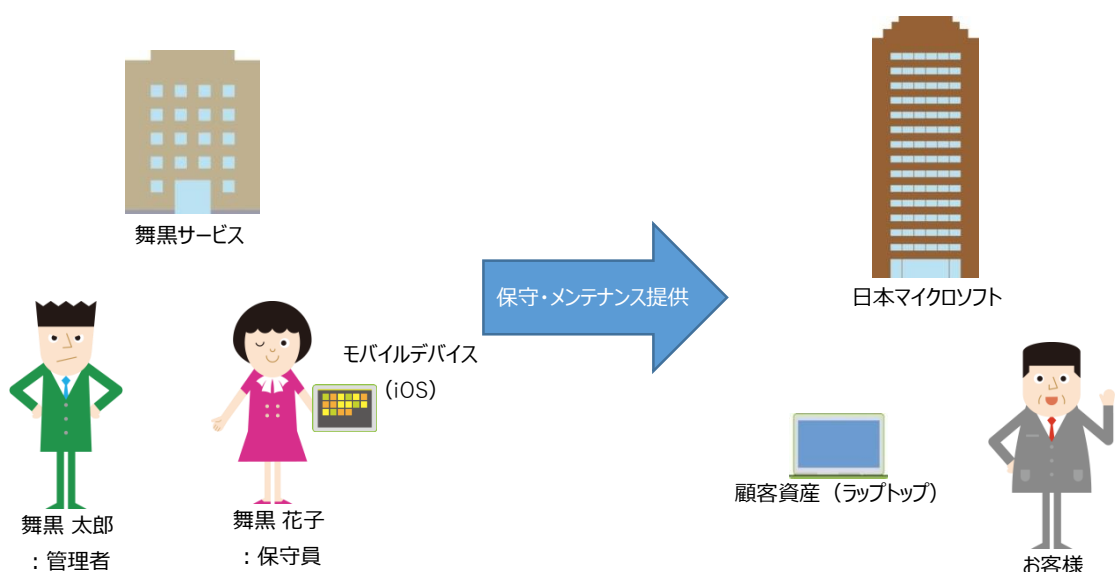 舞黒サービス
保守・メンテナンス提供
日本マイクロソフト
モバイルデバイス
（iOS）
顧客資産（ラップトップ）
舞黒 太郎
：管理者
舞黒 花子
：保守員
お客様